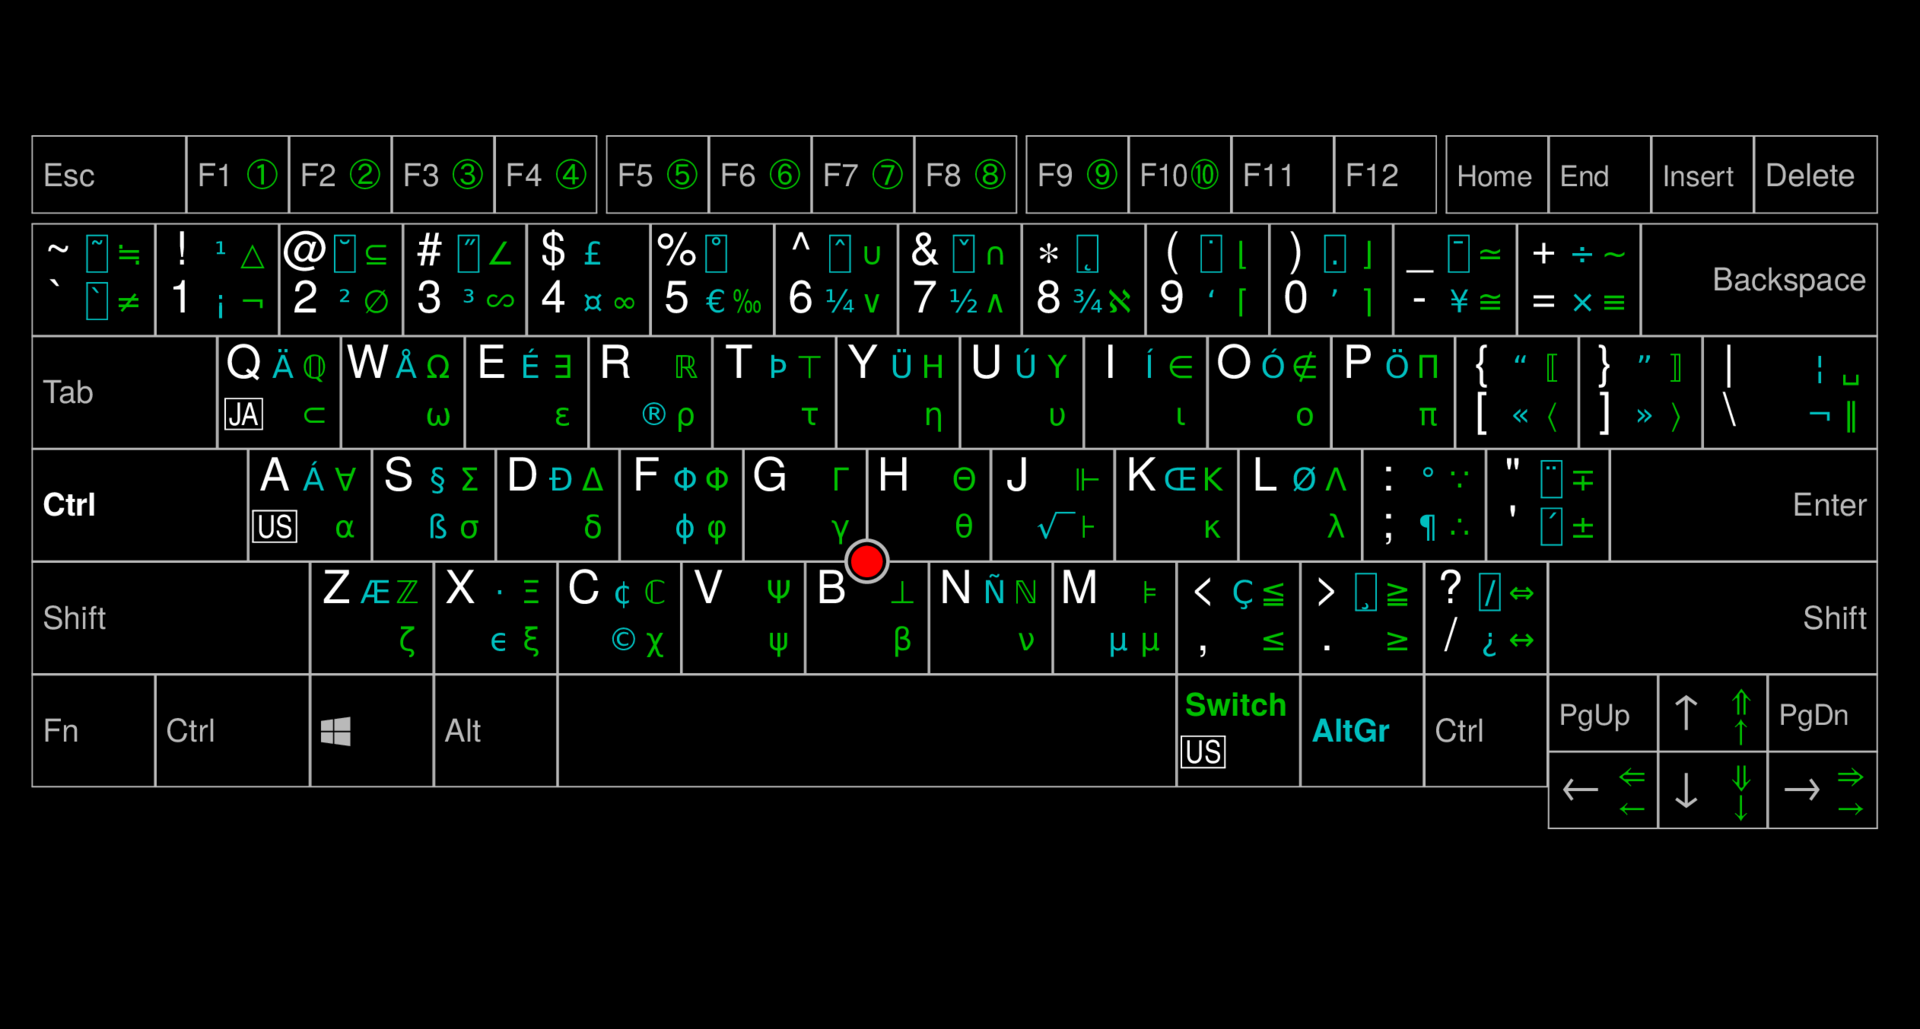 Esc F1 ① F2 ② F3 ③ F4 ④ F5 ⑤ F6 ⑥ F7 ⑦ F8 ⑧ F9 ⑨ F10 ⑩ F11 F12 Home End Insert Delete
~ ˜ ≒ ! ¹ △ @ ˘ ⊆ # ˝ ∠ $ £ % ° ^ ˆ ∪ & ˇ ∩ * ˛ ( ˙ ⌊ ) . ⌋ _ ¯ ≃ + ÷ ∼ Backspace
` ` ≠ 1 ¡ ¬ 2 ² ∅ 3 ³ ∽ 4 ¤ ∞ 5 € ‰ 6 ¼ ∨ 7 ½ ∧ 8 ¾ ℵ 9 ‘ ⌈ 0 ’ ⌉ - ¥ ≅ = × ≡
Tab Q Ä ℚ W Å Ω E É ∃ R ℝ T Þ ⊤ Y Ü Η U Ú Υ I Í ∈ O Ó ∉ P Ö Π { “ ⟦ } ” ⟧ | ¦ ␣
JA ⊂ ω ε ® ρ τ η υ ι ο π [ « 〈 ] » 〉 \ ¬ ∥
Ctrl A Á ∀ S § Σ D Ð Δ F Φ Φ G Γ H Θ J ⊩ K Œ Κ L Ø Λ : ° ∵ " ¨ ∓ Enter
US α ß σ δ ϕ φ γ θ √ ⊦ κ λ ; ¶ ∴ ' ´ ±
Shift Z Æ ℤ X · Ξ C ¢ ℂ V Ψ B ⊥ N Ñ ℕ M ⊧ < Ç ≦ > ¸ ≧ ? / ⇔ Shift
ζ ϵ ξ © χ ψ β ν µ μ , ≤ . ≥ / ¿ ⇔
Fn Ctrl Alt Switch AltGr Ctrl PgUp ↑ ⇑ PgDn
US ↑
← ⇐ ↓ ⇓ → ⇒
← ↓ →